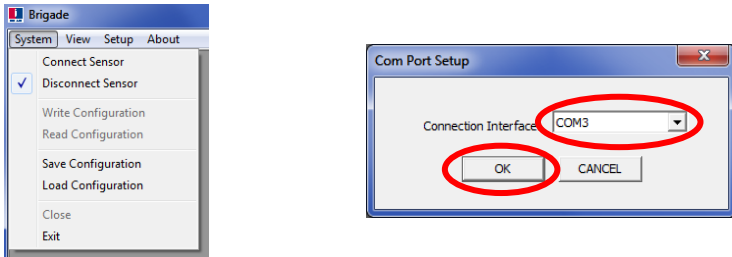 Brigade
System View Setup About
Connect Sensor
Disconnect Sensor
Write Configuration
Read Configuration
Save Configuration
Load Configuration
Close
Exit
Com Port Setup
Connection Interface COM3
OK CANCEL